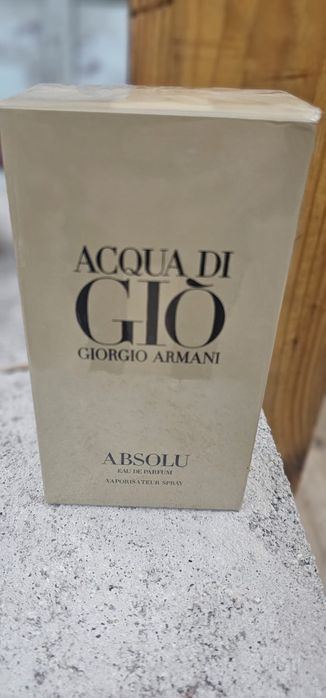 ACQUA DI
GIÒ
GIORGIO ARMANI
ABSOLU
EAU DE PARFUM
VAPORISATEUR SPRAY